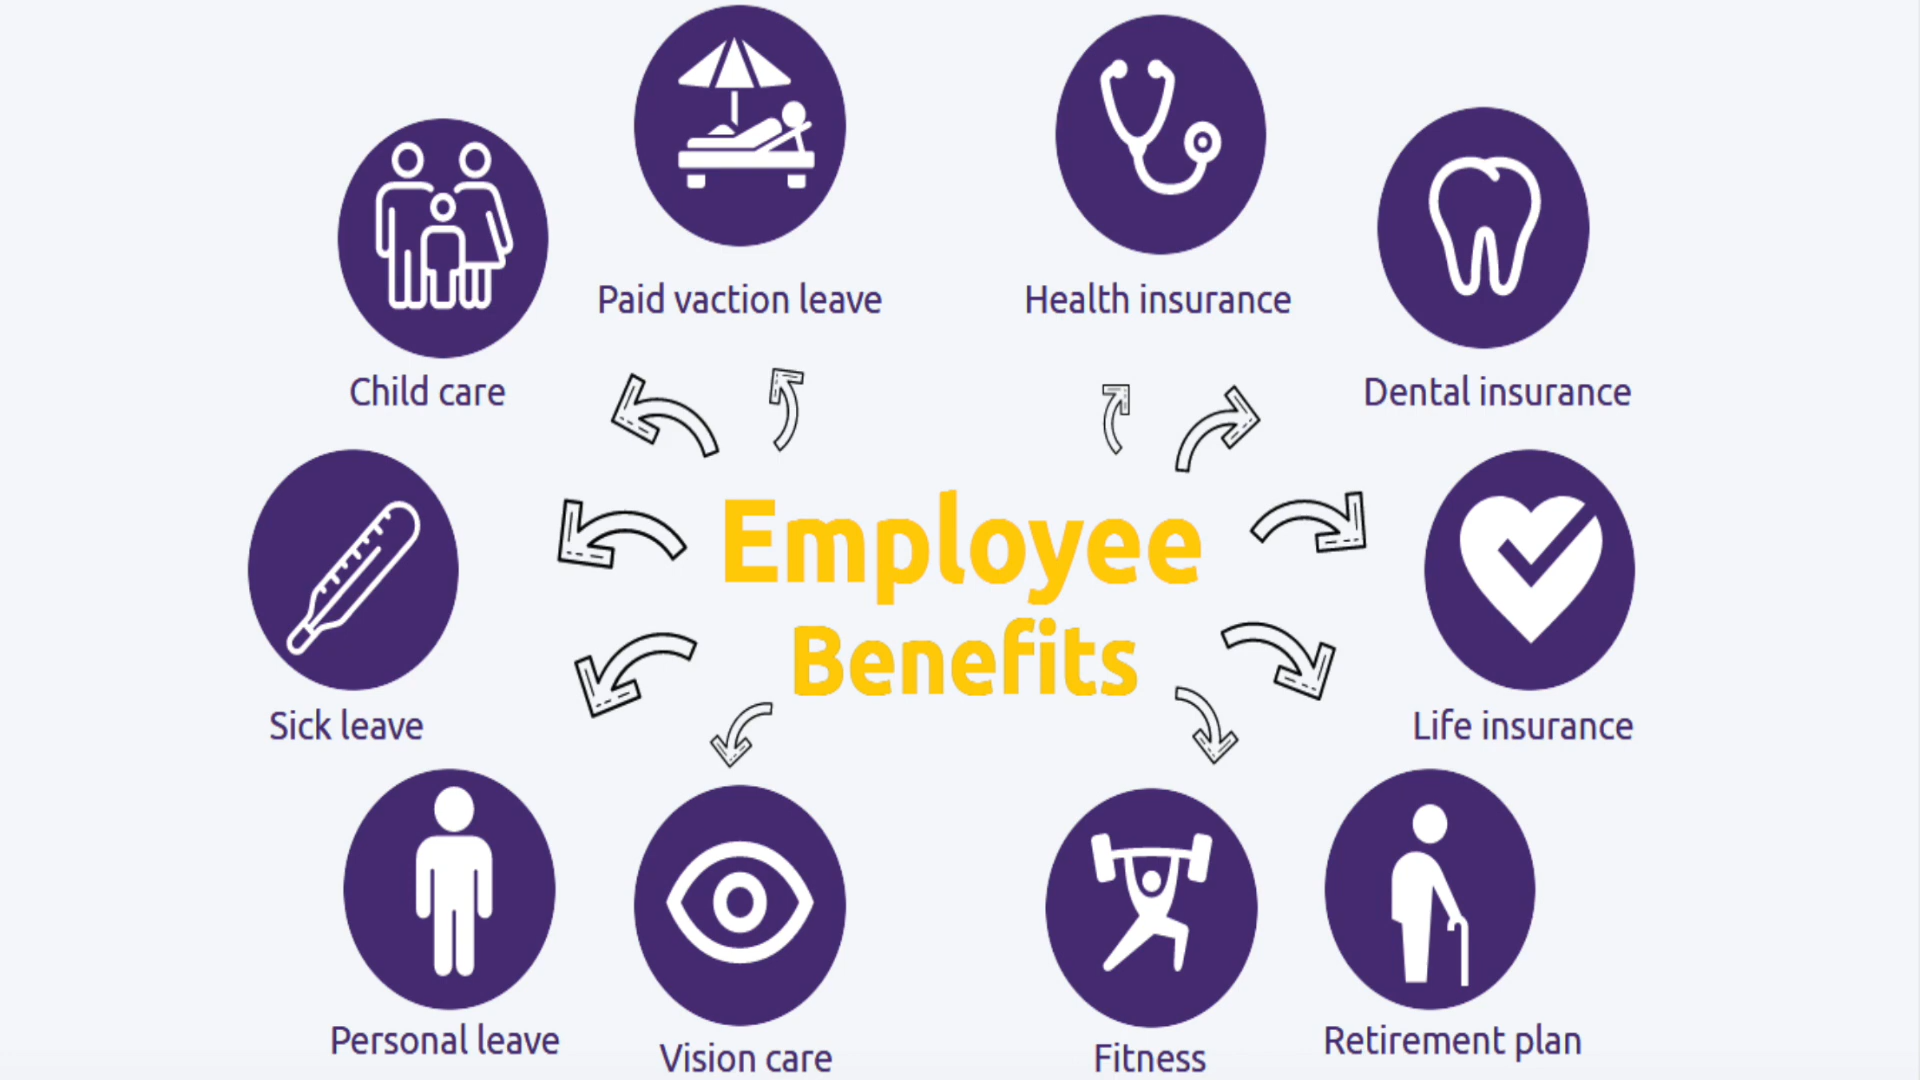 Paid vaction leave
Health insurance
Child care
Dental insurance
Employee
Benefits
Sick leave
Life insurance
Personal leave
Vision care
Fitness
Retirement plan